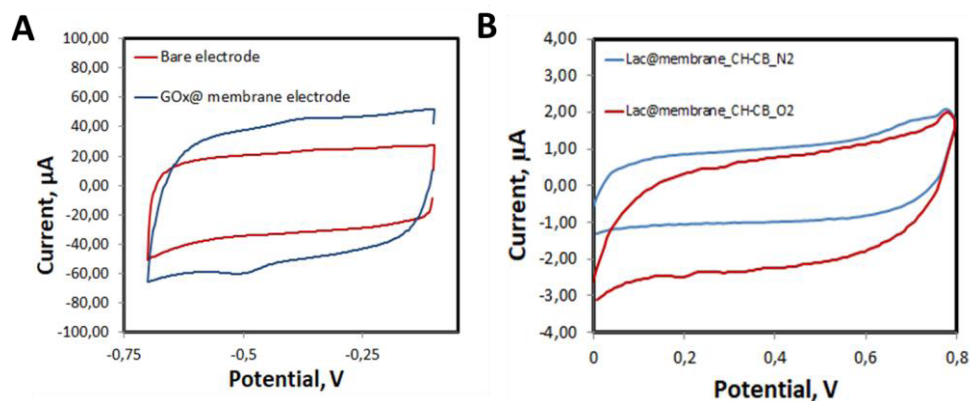 A
100,00
80,00
60,00
40,00
20,00
0,00
-20,00
-40,00
-60,00
-80,00
-100,00
Current, µA
Bare electrode
GOx@ membrane electrode
-0,75
-0,5
-0,25
Potential, V
B
4,00
3,00
2,00
1,00
0,00
-1,00
-2,00
-3,00
-4,00
Current, µA
Lac@membrane_CH-CB_N2
Lac@membrane_CH-CB_O2
0
0,2
0,4
0,6
0,8
Potential, V